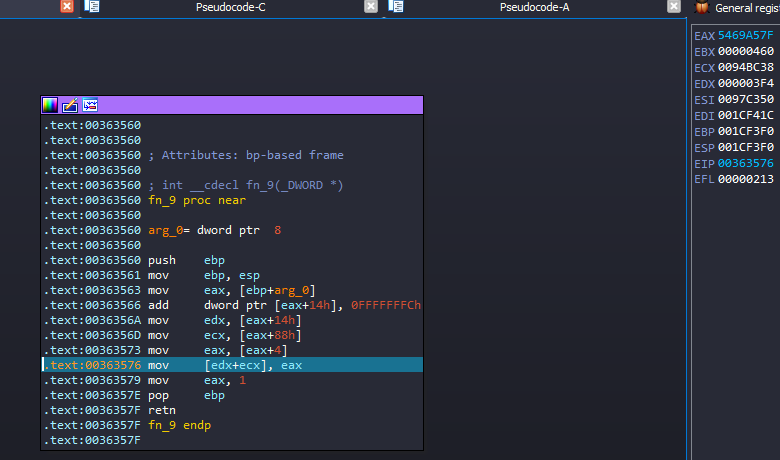 Pseudocode-C
Pseudocode-A
General regist
.text:00363560
.text:00363560
.text:00363560 ; Attributes: bp-based frame
.text:00363560
.text:00363560 ; int __cdecl fn_9(_DWORD *)
.text:00363560 fn_9 proc near
.text:00363560
.text:00363560 arg_0= dword ptr  8
.text:00363560
.text:00363560 push    ebp
.text:00363561 mov     ebp, esp
.text:00363563 mov     eax, [ebp+arg_0]
.text:00363566 add     dword ptr [eax+14h], 0FFFFFFFCh
.text:0036356A mov     edx, [eax+14h]
.text:0036356D mov     ecx, [eax+88h]
.text:00363573 mov     eax, [eax+4]
.text:00363576 mov     [edx+ecx], eax
.text:00363579 mov     eax, 1
.text:0036357E pop     ebp
.text:0036357F retn
.text:0036357F fn_9 endp
.text:0036357F
EAX 5469A57F
EBX 00000460
ECX 0094BC38
EDX 000003F4
ESI 0097C350
EDI 001CF41C
EBP 001CF3F0
ESP 001CF3F0
EIP 00363576
EFL 00000213